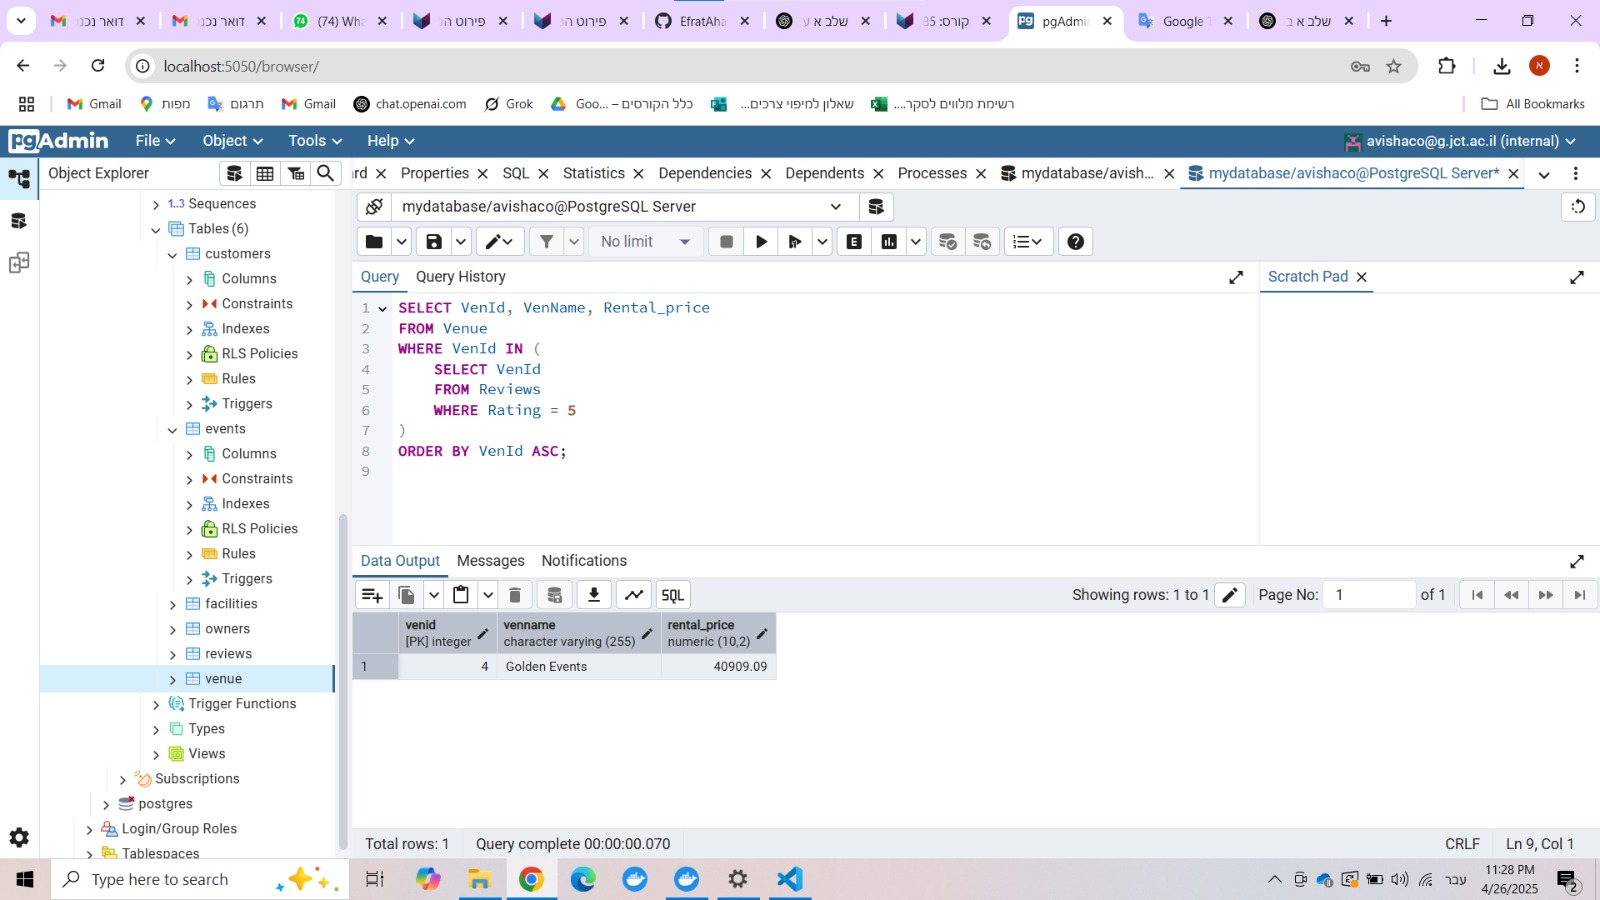 דואר נכנ
דואר נכנ
(74) Wha
פירוט הו
פירוט הו
EfratAha
שלב א ע
קורס: 85
pgAdmi
Google T
שלב א ב
localhost:5050/browser/
Gmail
מפות
תרגום
Gmail
chat.openai.com
Grok
כלל הקורסים – Goo...
שאלון למיפוי צרכים...
רשימת מלווים לסקר....
All Bookmarks
pgAdmin
File
Object
Tools
Help
avishaco@g.jct.ac.il (internal)
Object Explorer
rd
Properties
SQL
Statistics
Dependencies
Dependents
Processes
mydatabase/avish...
mydatabase/avishaco@PostgreSQL Server*
1..3 Sequences
Tables (6)
customers
Columns
Constraints
Indexes
RLS Policies
Rules
Triggers
events
Columns
Constraints
Indexes
RLS Policies
Rules
Triggers
facilities
owners
reviews
venue
Trigger Functions
Types
Views
Subscriptions
postgres
Login/Group Roles
Tablespaces
mydatabase/avishaco@PostgreSQL Server
No limit
E
Query
Query History
Scratch Pad
1 SELECT VenId, VenName, Rental_price
2 FROM Venue
3 WHERE VenId IN (
4 SELECT VenId
5 FROM Reviews
6 WHERE Rating = 5
7 )
8 ORDER BY VenId ASC;
9
Data Output
Messages
Notifications
SQL
Showing rows: 1 to 1
Page No: 1 of 1
venid
[PK] integer
venname
character varying (255)
rental_price
numeric (10,2)
1 4 Golden Events 40909.09
Total rows: 1
Query complete 00:00:00.070
CRLF
Ln 9, Col 1
Type here to search
עבר
11:28 PM
4/26/2025
2